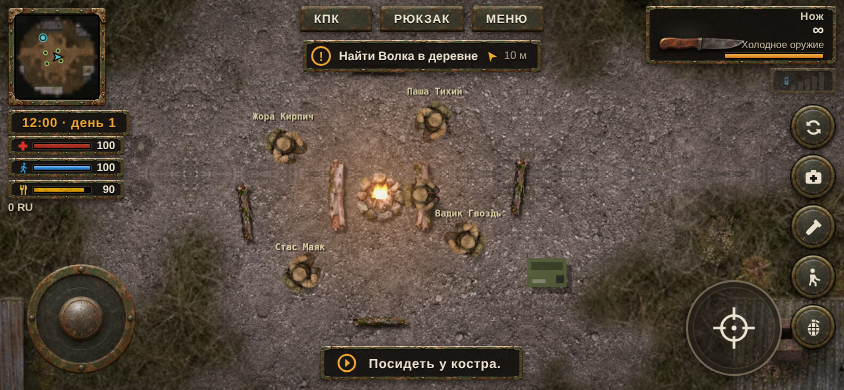 КПК
РЮКЗАК
МЕНЮ
! Найти Волка в деревне 10 м
Нож
∞
Холодное оружие
12:00 · день 1
100
100
90
0 RU
Паша Тихий
Жора Кирпич
Вадик Гвоздь
Стас Маяк
Посидеть у костра.